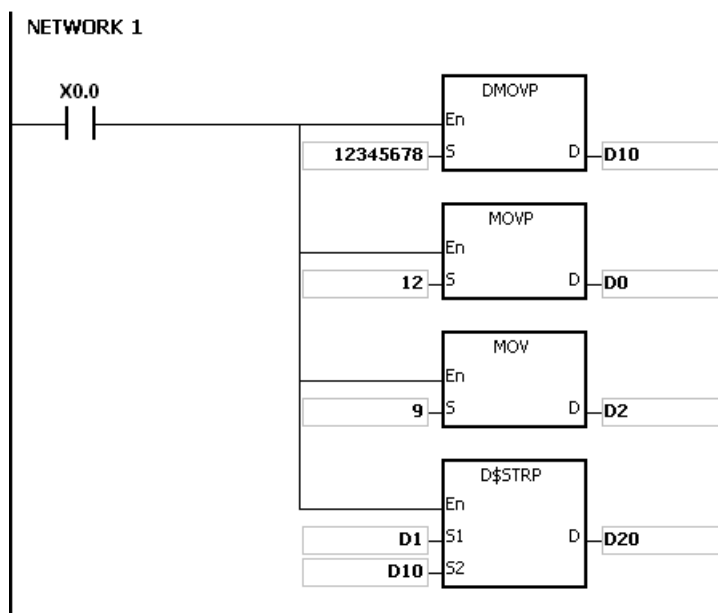 NETWORK 1
X0.0
DMOVP
En
12345678 S D D10
MOVP
En
12 S D D0
MOV
En
9 S D D2
D$STRP
En
D1 S1 D D20
D10 S2